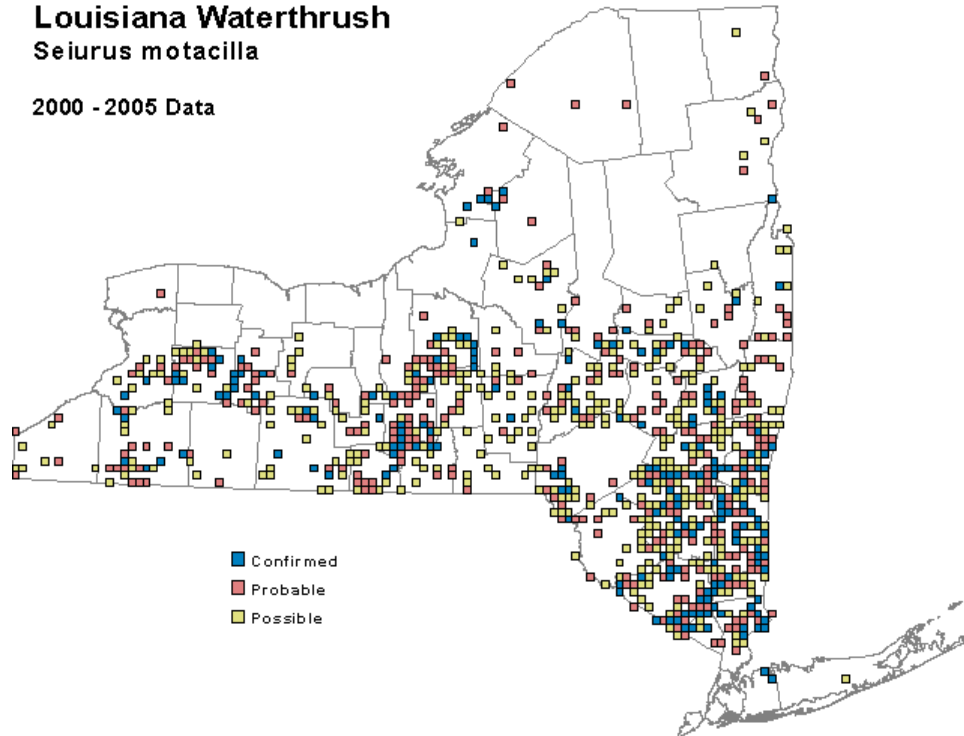 Louisiana Waterthrush
Seiurus motacilla
2000 - 2005 Data
Confirmed
Probable
Possible